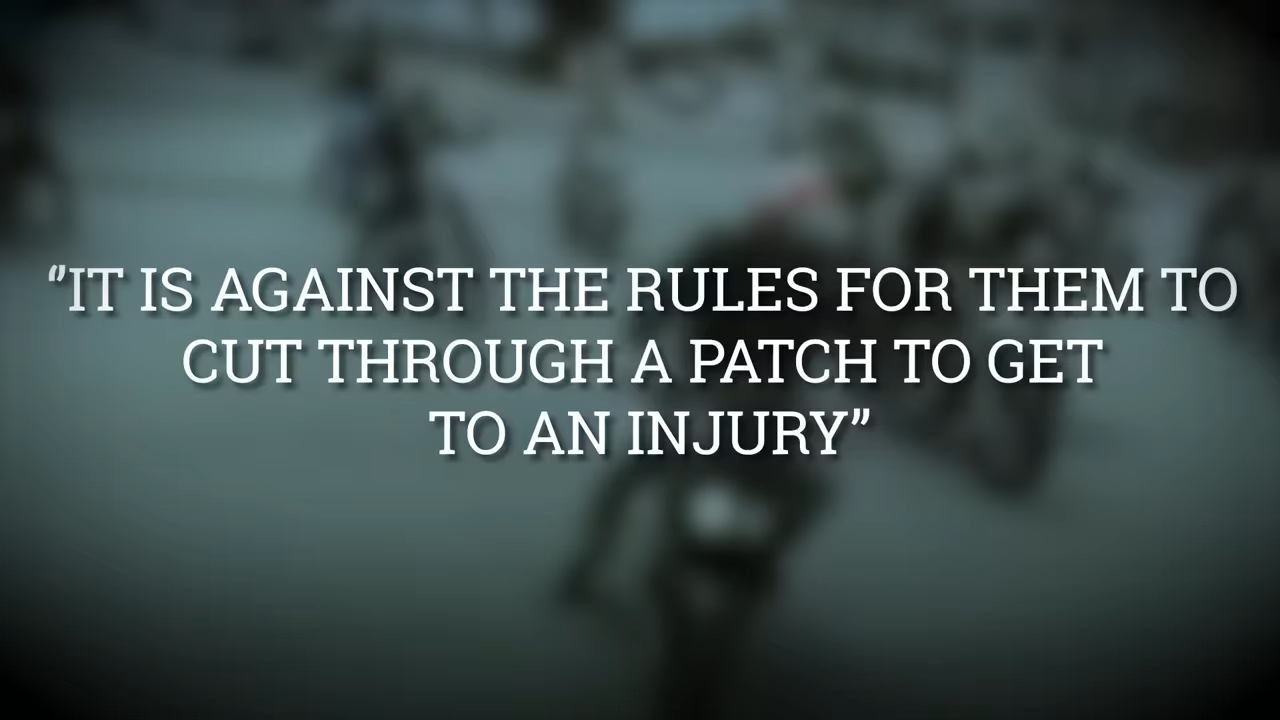 "IT IS AGAINST THE RULES FOR THEM TO
CUT THROUGH A PATCH TO GET
TO AN INJURY”